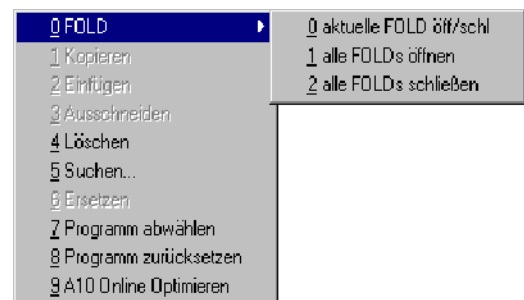 0 FOLD
1 Kopieren
2 Einfügen
3 Ausschneiden
4 Löschen
5 Suchen...
6 Ersetzen
7 Programm abwählen
8 Programm zurücksetzen
9 A10 Online Optimieren
0 aktuelle FOLD öff/schl
1 alle FOLDs öffnen
2 alle FOLDs schließen